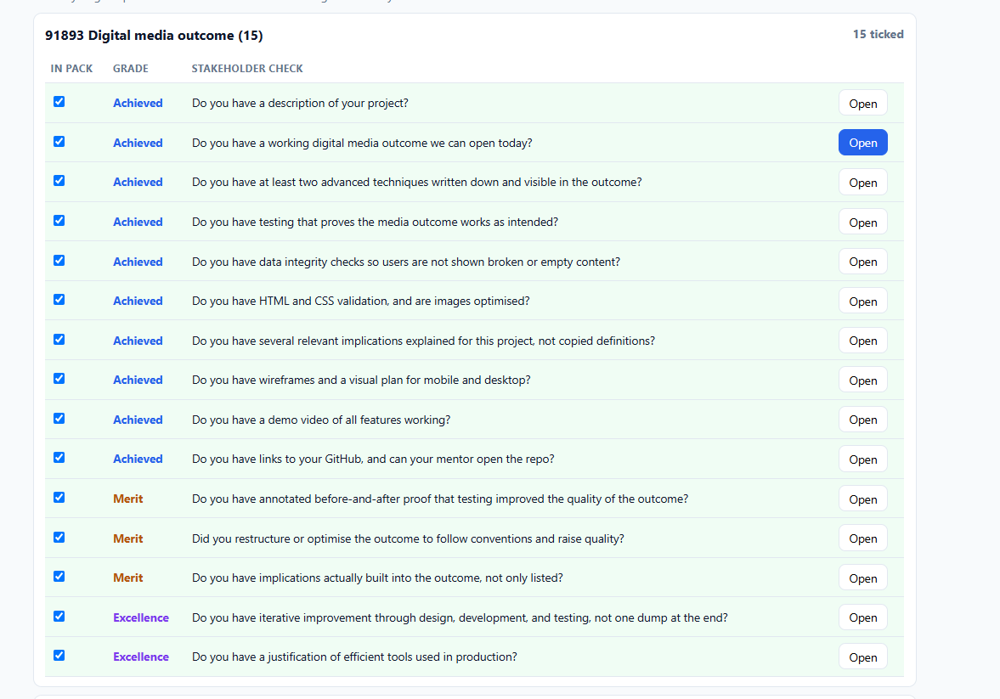 91893 Digital media outcome (15)
15 ticked
IN PACK GRADE STAKEHOLDER CHECK
Achieved Do you have a description of your project? Open
Achieved Do you have a working digital media outcome we can open today? Open
Achieved Do you have at least two advanced techniques written down and visible in the outcome? Open
Achieved Do you have testing that proves the media outcome works as intended? Open
Achieved Do you have data integrity checks so users are not shown broken or empty content? Open
Achieved Do you have HTML and CSS validation, and are images optimised? Open
Achieved Do you have several relevant implications explained for this project, not copied definitions? Open
Achieved Do you have wireframes and a visual plan for mobile and desktop? Open
Achieved Do you have a demo video of all features working? Open
Achieved Do you have links to your GitHub, and can your mentor open the repo? Open
Merit Do you have annotated before-and-after proof that testing improved the quality of the outcome? Open
Merit Did you restructure or optimise the outcome to follow conventions and raise quality? Open
Merit Do you have implications actually built into the outcome, not only listed? Open
Excellence Do you have iterative improvement through design, development, and testing, not one dump at the end? Open
Excellence Do you have a justification of efficient tools used in production? Open